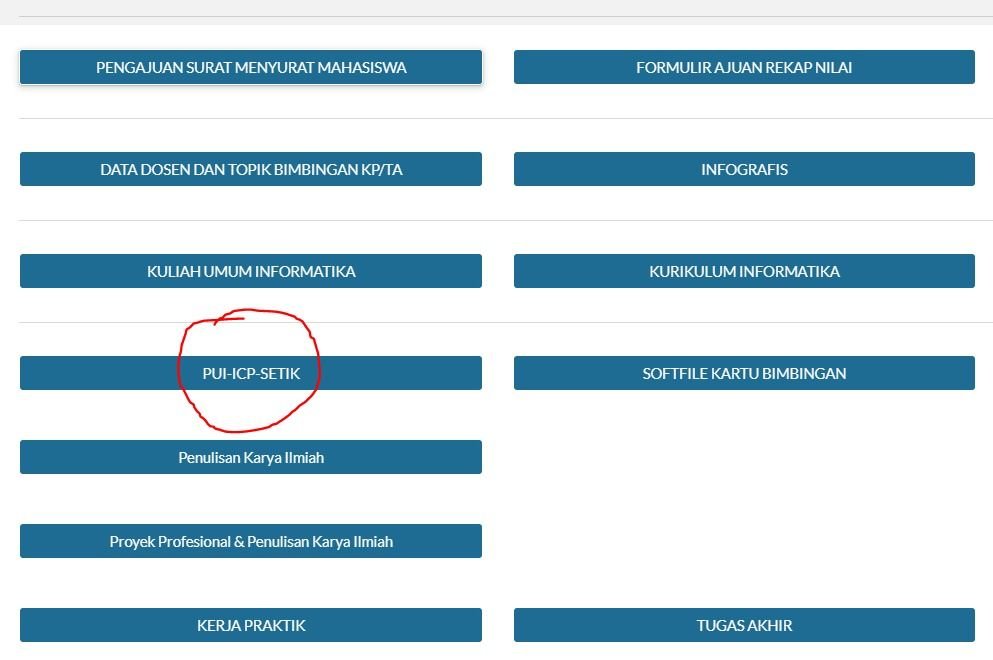 PENGAJUAN SURAT MENYURAT MAHASISWA
FORMULIR AJUAN REKAP NILAI
DATA DOSEN DAN TOPIK BIMBINGAN KP/TA
INFOGRAFIS
KULIAH UMUM INFORMATIKA
KURIKULUM INFORMATIKA
PUI-ICP-SETIK
SOFTFILE KARTU BIMBINGAN
Penulisan Karya Ilmiah
Proyek Profesional & Penulisan Karya Ilmiah
KERJA PRAKTIK
TUGAS AKHIR